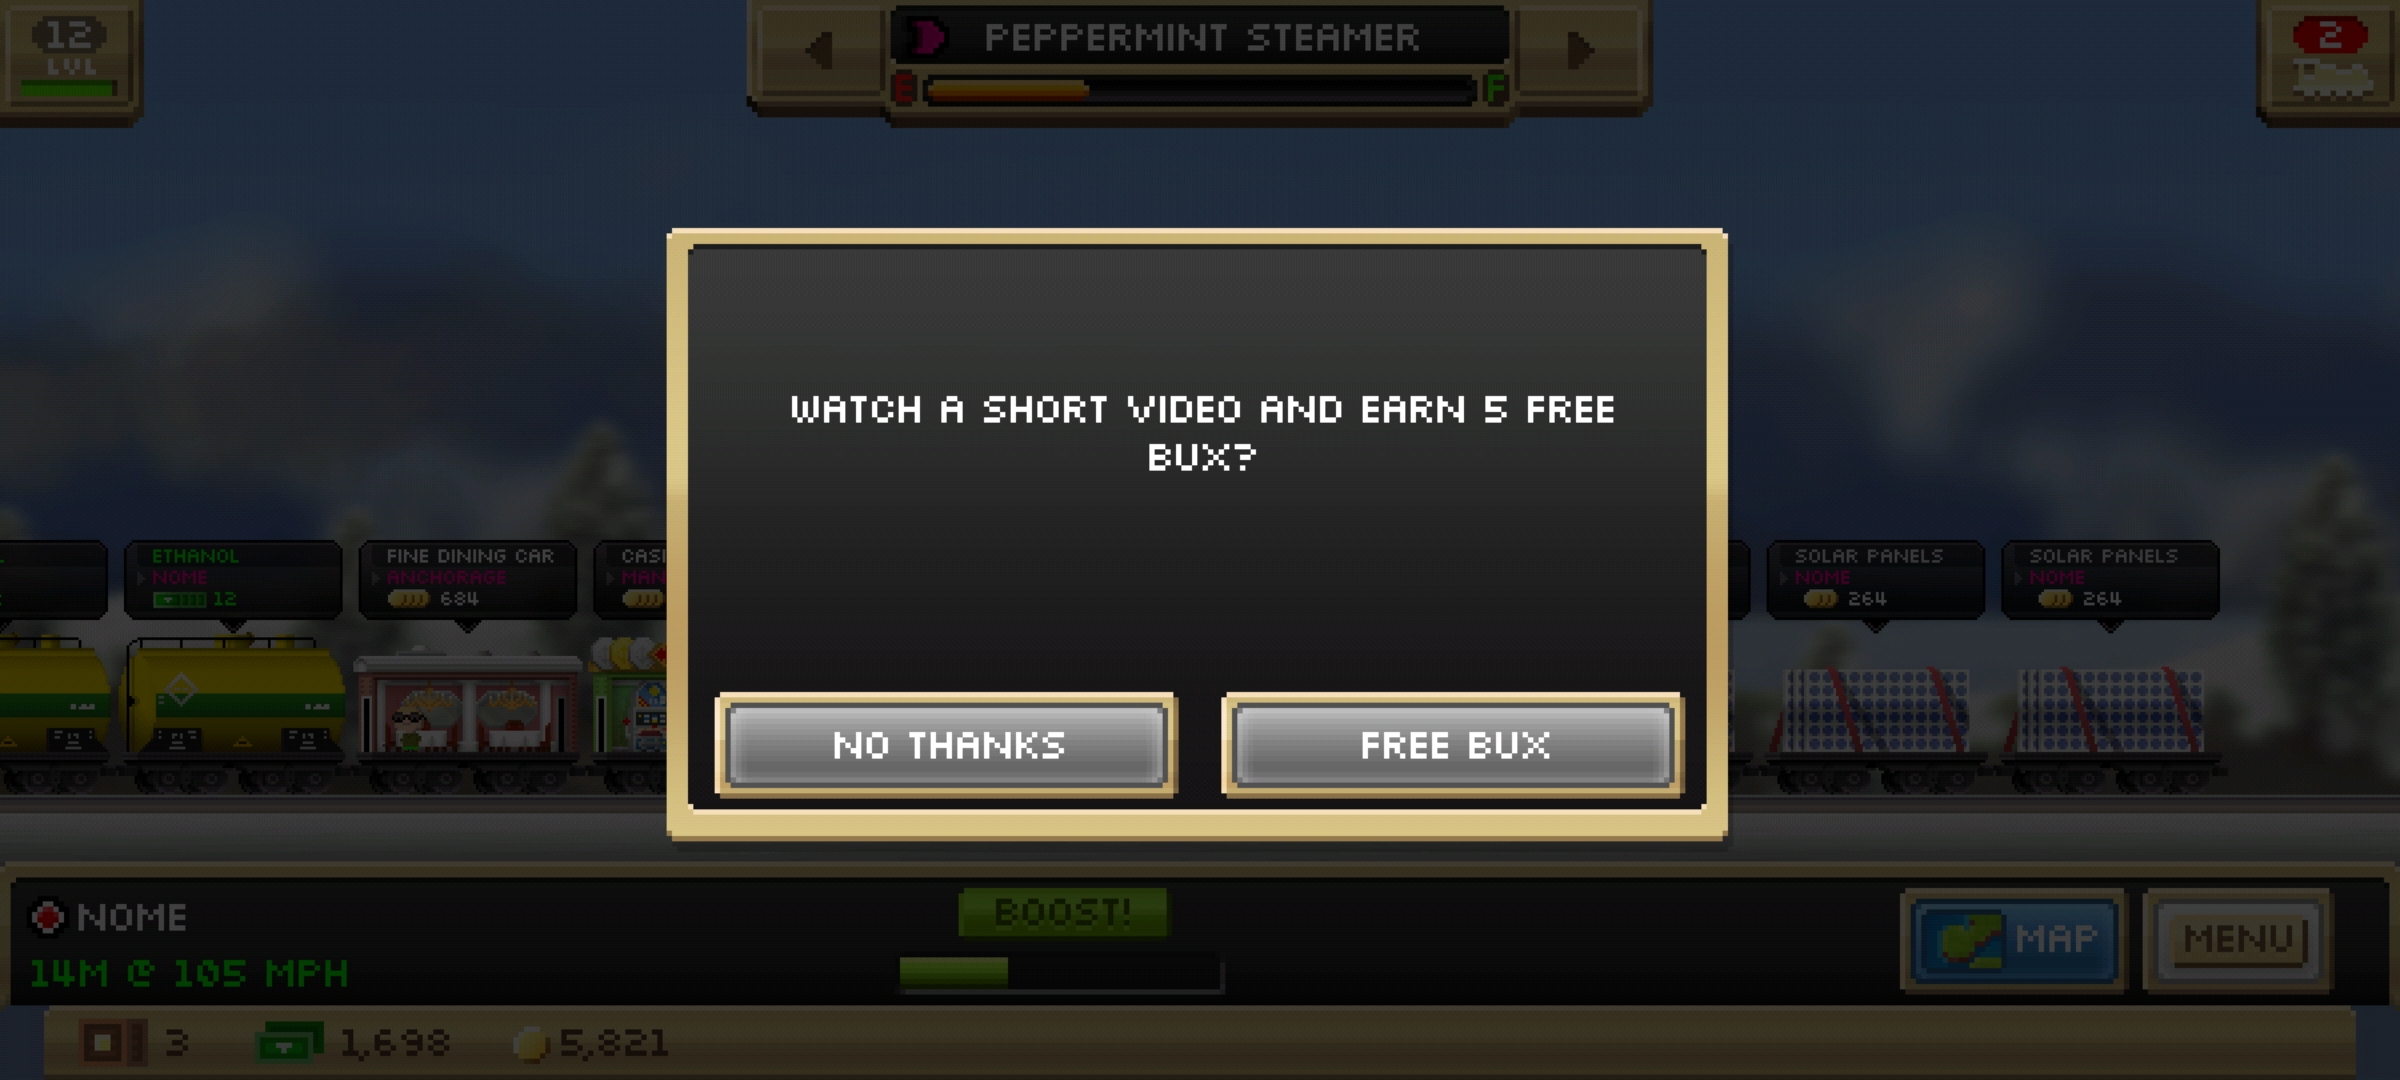 12
LVL
PEPPERMINT STEAMER
E F
2
WATCH A SHORT VIDEO AND EARN 5 FREE
BUX?
NO THANKS
FREE BUX
ETHANOL
NOME
12
FINE DINING CAR
ANCHORAGE
684
SOLAR PANELS
NOME
264
SOLAR PANELS
NOME
264
NOME
14M @ 105 MPH
BOOST!
MAP
MENU
3
1,698
5,821